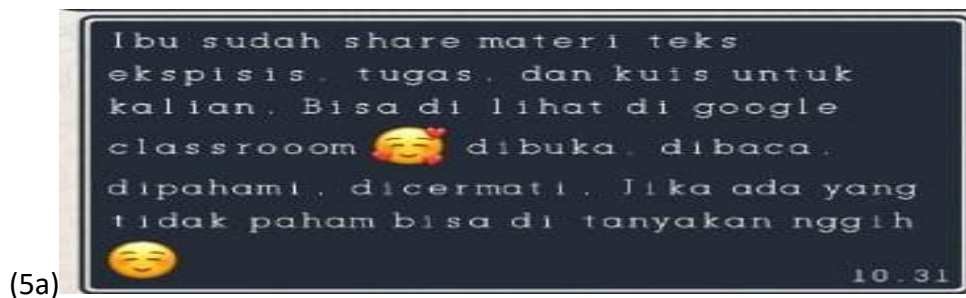 Ibu sudah share materi teks
ekspisis, tugas, dan kuis untuk
kalian. Bisa di lihat di google
classrooom 🥰 dibuka, dibaca,
dipahami, dicermati. Jika ada yang
tidak paham bisa di tanyakan nggih
☺️
10.31
(5a)